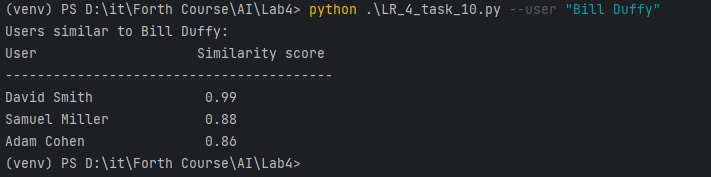 (venv) PS D:\it\Forth Course\AI\Lab4> python .\LR_4_task_10.py --user "Bill Duffy"
Users similar to Bill Duffy:
User                    Similarity score
-----------------------------------------
David Smith              0.99
Samuel Miller            0.88
Adam Cohen               0.86
(venv) PS D:\it\Forth Course\AI\Lab4>